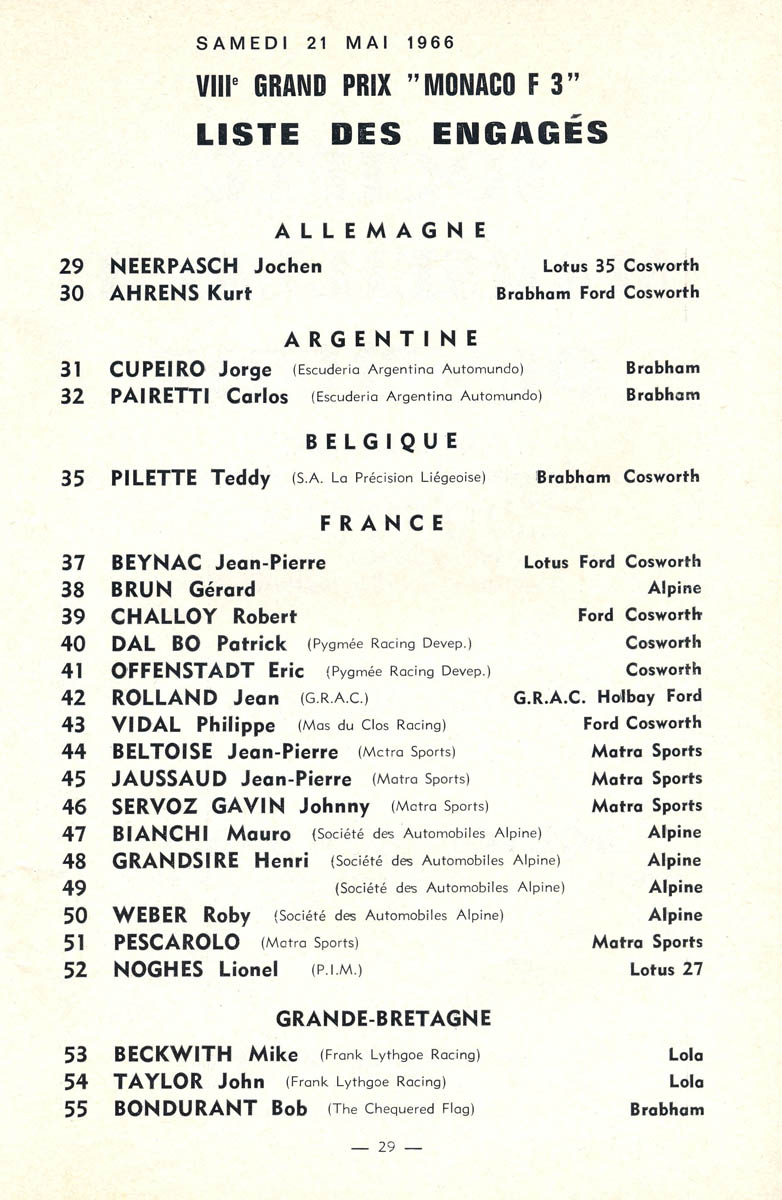 SAMEDI 21 MAI 1966
VIIIe GRAND PRIX "MONACO F 3"
LISTE DES ENGAGÉS
ALLEMAGNE
29 NEERPASCH Jochen Lotus 35 Cosworth
30 AHRENS Kurt Brabham Ford Cosworth
ARGENTINE
31 CUPEIRO Jorge (Escuderia Argentina Automundo) Brabham
32 PAIRETTI Carlos (Escuderia Argentina Automundo) Brabham
BELGIQUE
35 PILETTE Teddy (S.A. La Précision Liégeoise) Brabham Cosworth
FRANCE
37 BEYNAC Jean-Pierre Lotus Ford Cosworth
38 BRUN Gérard Alpine
39 CHALLOY Robert Ford Cosworth
40 DAL BO Patrick (Pygmée Racing Devep.) Cosworth
41 OFFENSTADT Eric (Pygmée Racing Devep.) Cosworth
42 ROLLAND Jean (G.R.A.C.) G.R.A.C. Holbay Ford
43 VIDAL Philippe (Mas du Clos Racing) Ford Cosworth
44 BELTOISE Jean-Pierre (Matra Sports) Matra Sports
45 JAUSSAUD Jean-Pierre (Matra Sports) Matra Sports
46 SERVOZ GAVIN Johnny (Matra Sports) Matra Sports
47 BIANCHI Mauro (Société des Automobiles Alpine) Alpine
48 GRANDSIRE Henri (Société des Automobiles Alpine) Alpine
49 (Société des Automobiles Alpine) Alpine
50 WEBER Roby (Société des Automobiles Alpine) Alpine
51 PESCAROLO (Matra Sports) Matra Sports
52 NOGHES Lionel (P.I.M.) Lotus 27
GRANDE-BRETAGNE
53 BECKWITH Mike (Frank Lythgoe Racing) Lola
54 TAYLOR John (Frank Lythgoe Racing) Lola
55 BONDURANT Bob (The Chequered Flag) Brabham
— 29 —